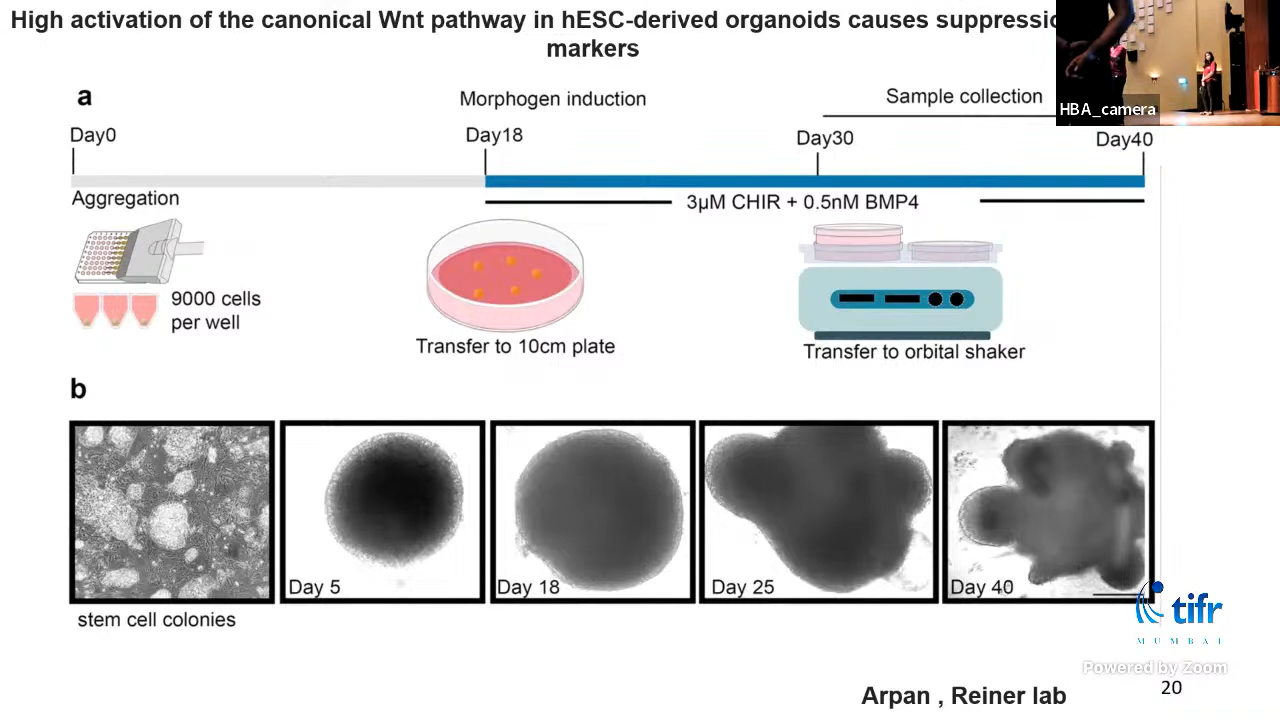 High activation of the canonical Wnt pathway in hESC-derived organoids causes
markers
HBA_camera
a
Morphogen induction
Sample collection
Day0
Day18
Day30
Day40
Aggregation
3µM CHIR + 0.5nM BMP4
9000 cells
per well
Transfer to 10cm plate
Transfer to orbital shaker
b
Day 5
Day 18
Day 25
Day 40
stem cell colonies
tifr
MUMBAI
Powered by Zoom
Arpan , Reiner lab
20